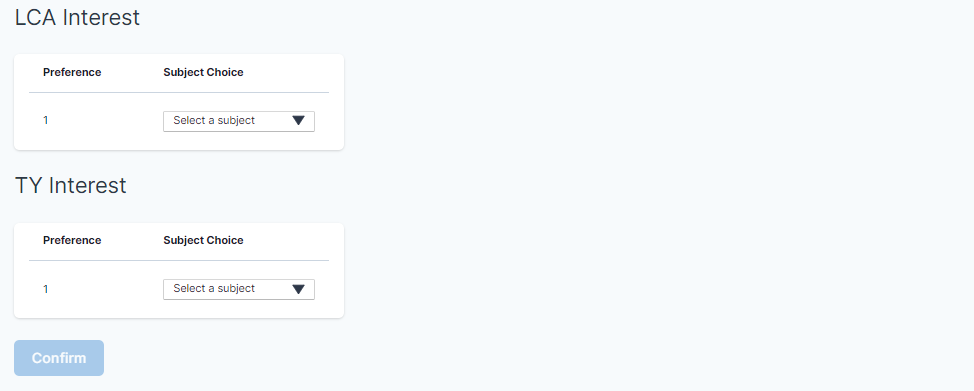 LCA Interest
Preference Subject Choice
1 Select a subject
TY Interest
Preference Subject Choice
1 Select a subject
Confirm